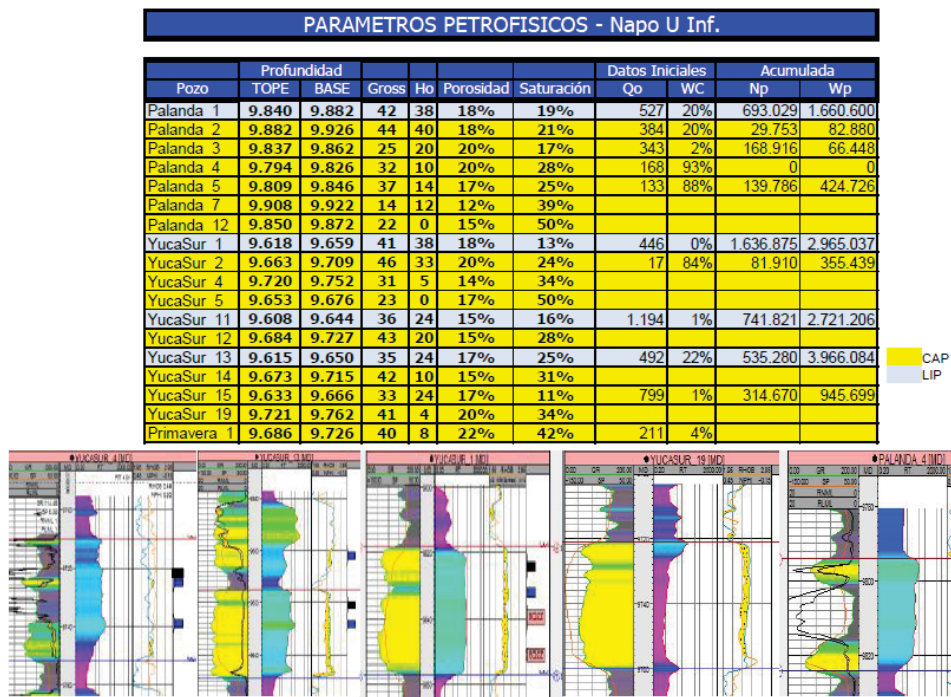 PARAMETROS PETROFISICOS - Napo U Inf.
Profundidad Datos Iniciales Acumulada
Pozo TOPE BASE Gross Ho Porosidad Saturación Qo WC Np Wp
Palanda 1 9.840 9.882 42 38 18% 19% 527 20% 693.029 1.660.600
Palanda 2 9.882 9.926 44 40 18% 21% 384 20% 29.753 82.880
Palanda 3 9.837 9.862 25 20 20% 17% 343 2% 168.916 66.448
Palanda 4 9.794 9.826 32 10 20% 28% 168 93% 0 0
Palanda 5 9.809 9.846 37 14 17% 25% 133 88% 139.786 424.726
Palanda 7 9.908 9.922 14 12 12% 39%
Palanda 12 9.850 9.872 22 0 15% 50%
YucaSur 1 9.618 9.659 41 38 18% 13% 446 0% 1.636.875 2.965.037
YucaSur 2 9.663 9.709 46 33 20% 24% 17 84% 81.910 355.439
YucaSur 4 9.720 9.752 31 5 14% 34%
YucaSur 5 9.653 9.676 23 0 17% 50%
YucaSur 11 9.608 9.644 36 24 15% 16% 1.194 1% 741.821 2.721.206
YucaSur 12 9.684 9.727 43 20 15% 28%
YucaSur 13 9.615 9.650 35 24 17% 25% 492 22% 535.280 3.966.084
YucaSur 14 9.673 9.715 42 10 15% 31%
YucaSur 15 9.633 9.666 33 24 17% 11% 799 1% 314.670 945.699
YucaSur 19 9.721 9.762 41 4 20% 34%
Primavera 1 9.686 9.726 40 8 22% 42% 211 4%
CAP
LIP
YUCASUR_4 [MD]
YUCASUR_13 [MD]
YUCASUR_1 [MD]
YUCASUR_19 [MD]
PALANDA_4 [MD]